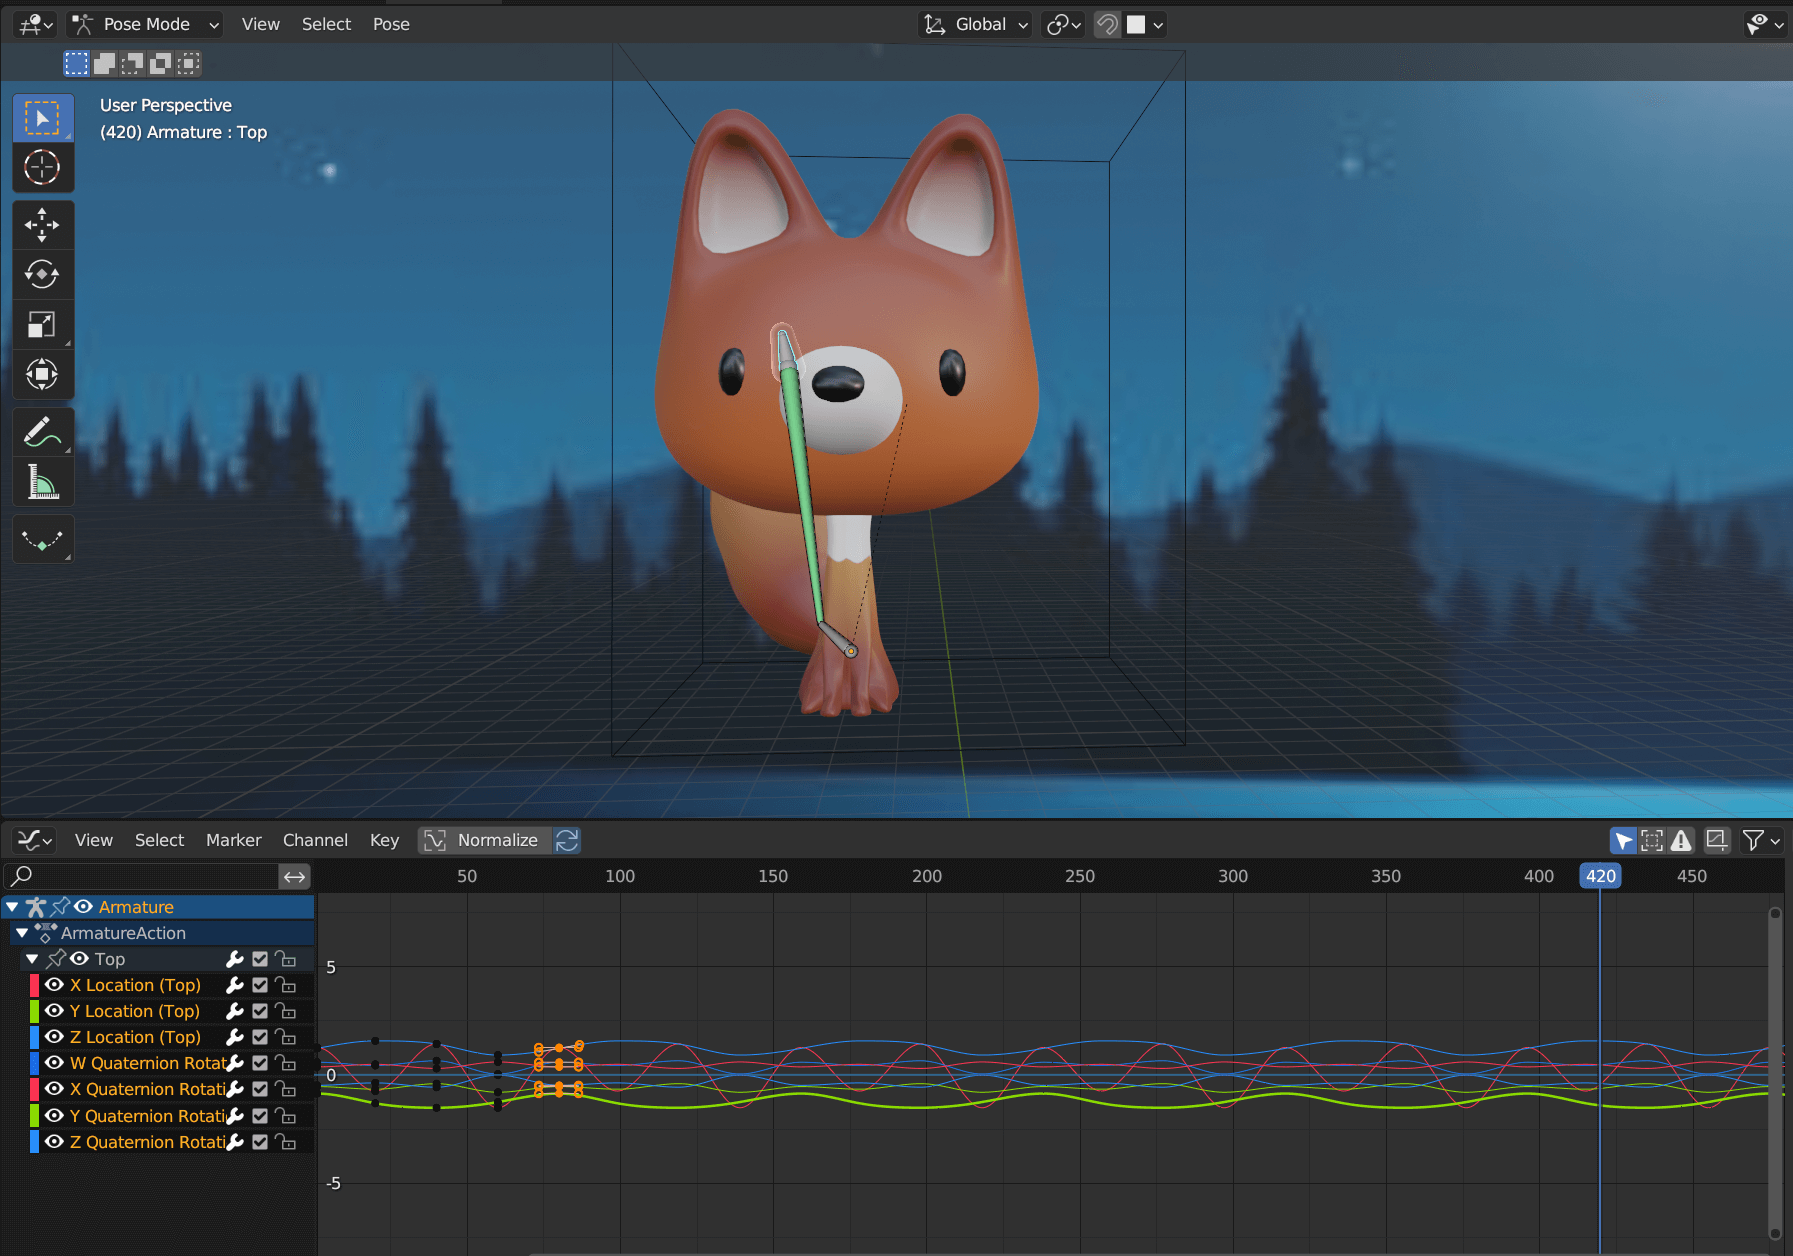 Pose Mode View Select Pose Global
User Perspective
(420) Armature : Top
View Select Marker Channel Key Normalize
50 100 150 200 250 300 350 400 420 450
Armature
ArmatureAction
Top
X Location (Top)
Y Location (Top)
Z Location (Top)
W Quaternion Rotat
X Quaternion Rotati
Y Quaternion Rotati
Z Quaternion Rotati
5
0
-5